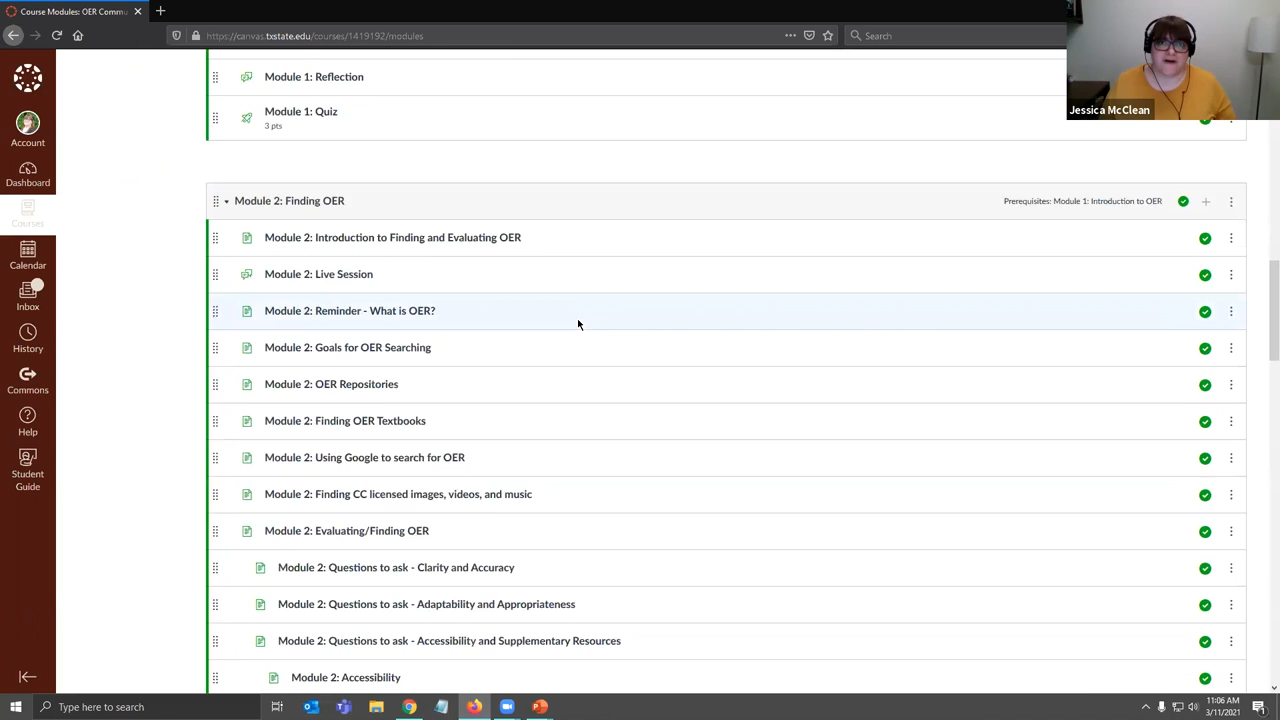 Course Modules: OER Commu
https://canvas.txstate.edu/courses/1419192/modules
Search
Jessica McClean
Account
Dashboard
Courses
Calendar
Inbox
History
Commons
Help
Student
Guide
Module 1: Reflection
Module 1: Quiz
3 pts
Module 2: Finding OER
Prerequisites: Module 1: Introduction to OER
Module 2: Introduction to Finding and Evaluating OER
Module 2: Live Session
Module 2: Reminder - What is OER?
Module 2: Goals for OER Searching
Module 2: OER Repositories
Module 2: Finding OER Textbooks
Module 2: Using Google to search for OER
Module 2: Finding CC licensed images, videos, and music
Module 2: Evaluating/Finding OER
Module 2: Questions to ask - Clarity and Accuracy
Module 2: Questions to ask - Adaptability and Appropriateness
Module 2: Questions to ask - Accessibility and Supplementary Resources
Module 2: Accessibility
Type here to search
11:06 AM
3/11/2021
1